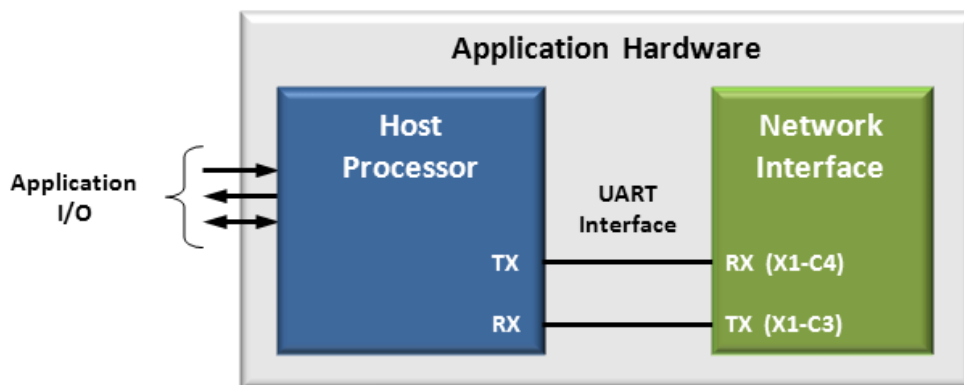 Application Hardware
Host
Processor
Network
Interface
Application
I/O
UART
Interface
TX
RX (X1-C4)
RX
TX (X1-C3)